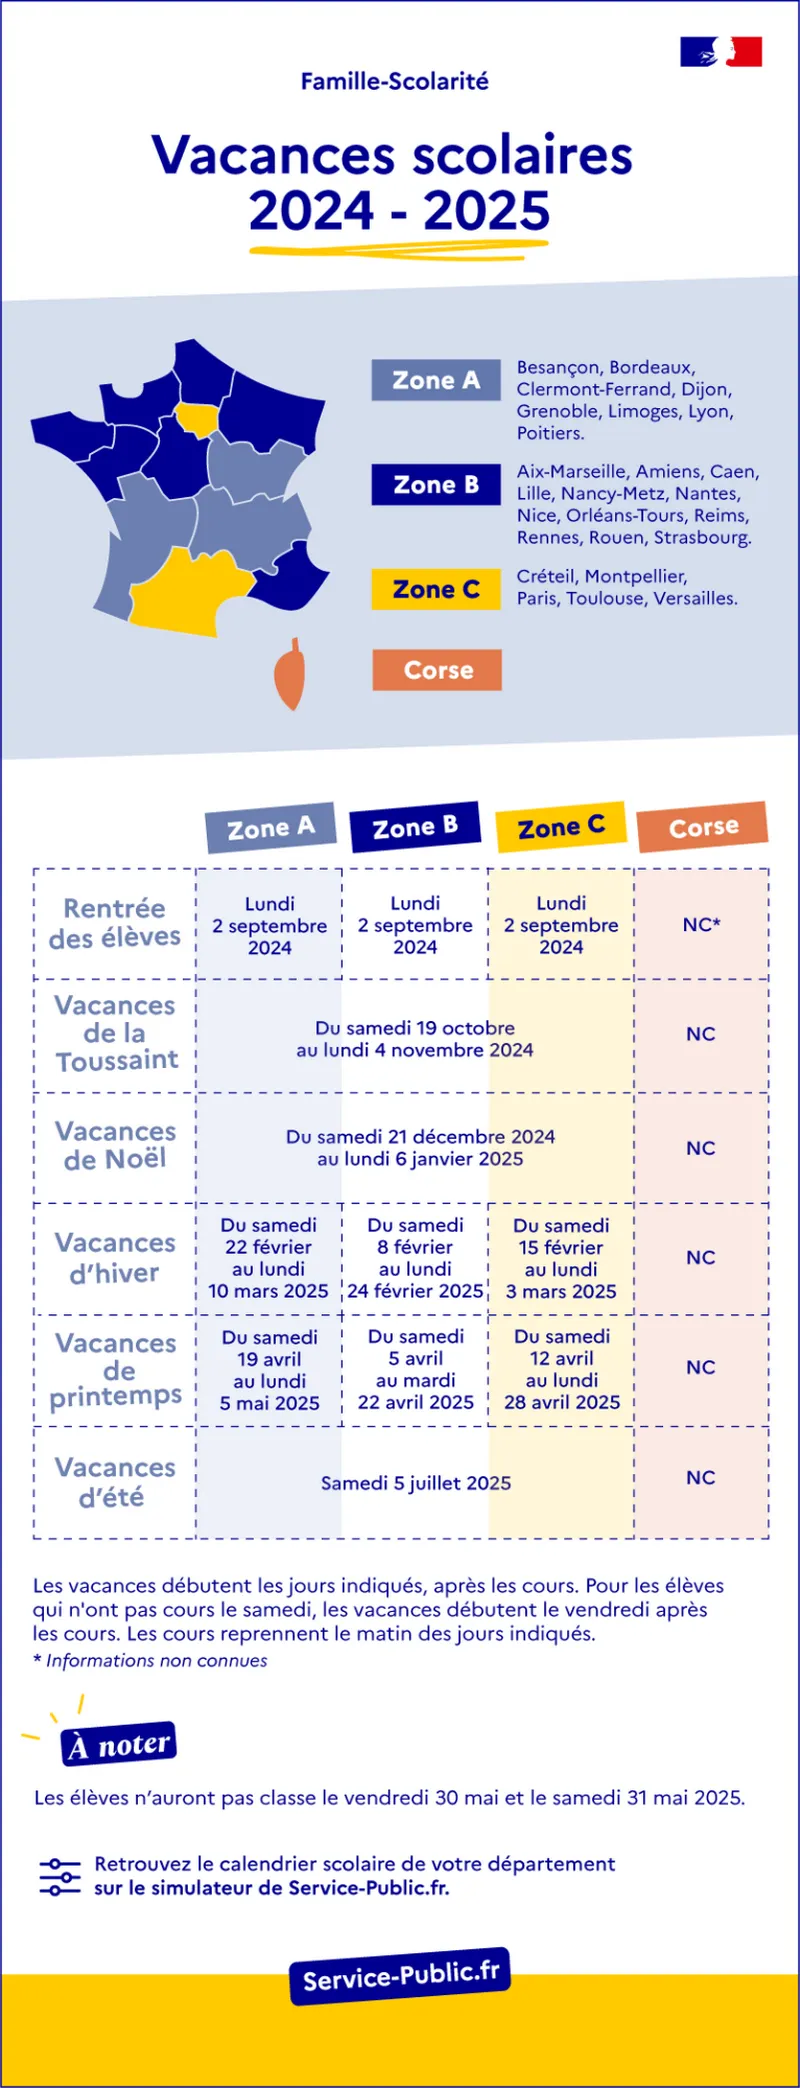 Famille-Scolarité
Vacances scolaires
2024 - 2025
Zone A
Besançon, Bordeaux,
Clermont-Ferrand, Dijon,
Grenoble, Limoges, Lyon,
Poitiers.
Zone B
Aix-Marseille, Amiens, Caen,
Lille, Nancy-Metz, Nantes,
Nice, Orléans-Tours, Reims,
Rennes, Rouen, Strasbourg.
Zone C
Créteil, Montpellier,
Paris, Toulouse, Versailles.
Corse
Zone A
Zone B
Zone C
Corse
Rentrée
des élèves
Lundi
2 septembre
2024
Lundi
2 septembre
2024
Lundi
2 septembre
2024
NC*
Vacances
de la
Toussaint
Du samedi 19 octobre
au lundi 4 novembre 2024
NC
Vacances
de Noël
Du samedi 21 décembre 2024
au lundi 6 janvier 2025
NC
Vacances
d'hiver
Du samedi
22 février
au lundi
10 mars 2025
Du samedi
8 février
au lundi
24 février 2025
Du samedi
15 février
au lundi
3 mars 2025
NC
Vacances
de
printemps
Du samedi
19 avril
au lundi
5 mai 2025
Du samedi
5 avril
au mardi
22 avril 2025
Du samedi
12 avril
au lundi
28 avril 2025
NC
Vacances
d'été
Samedi 5 juillet 2025
NC
Les vacances débutent les jours indiqués, après les cours. Pour les élèves
qui n'ont pas cours le samedi, les vacances débutent le vendredi après
les cours. Les cours reprennent le matin des jours indiqués.
* Informations non connues
À noter
Les élèves n'auront pas classe le vendredi 30 mai et le samedi 31 mai 2025.
Retrouvez le calendrier scolaire de votre département
sur le simulateur de Service-Public.fr.
Service-Public.fr